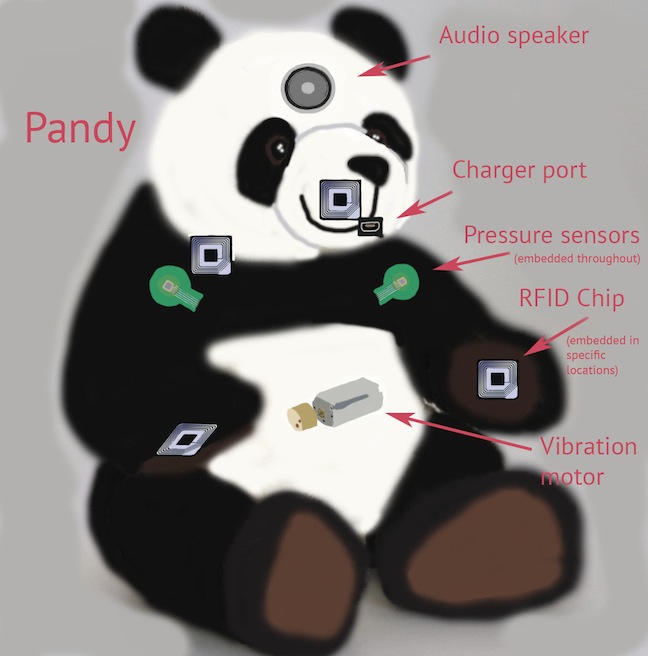 Audio speaker
Pandy
Charger port
Pressure sensors
(embedded throughout)
RFID Chip
(embedded in
specific
locations)
Vibration
motor